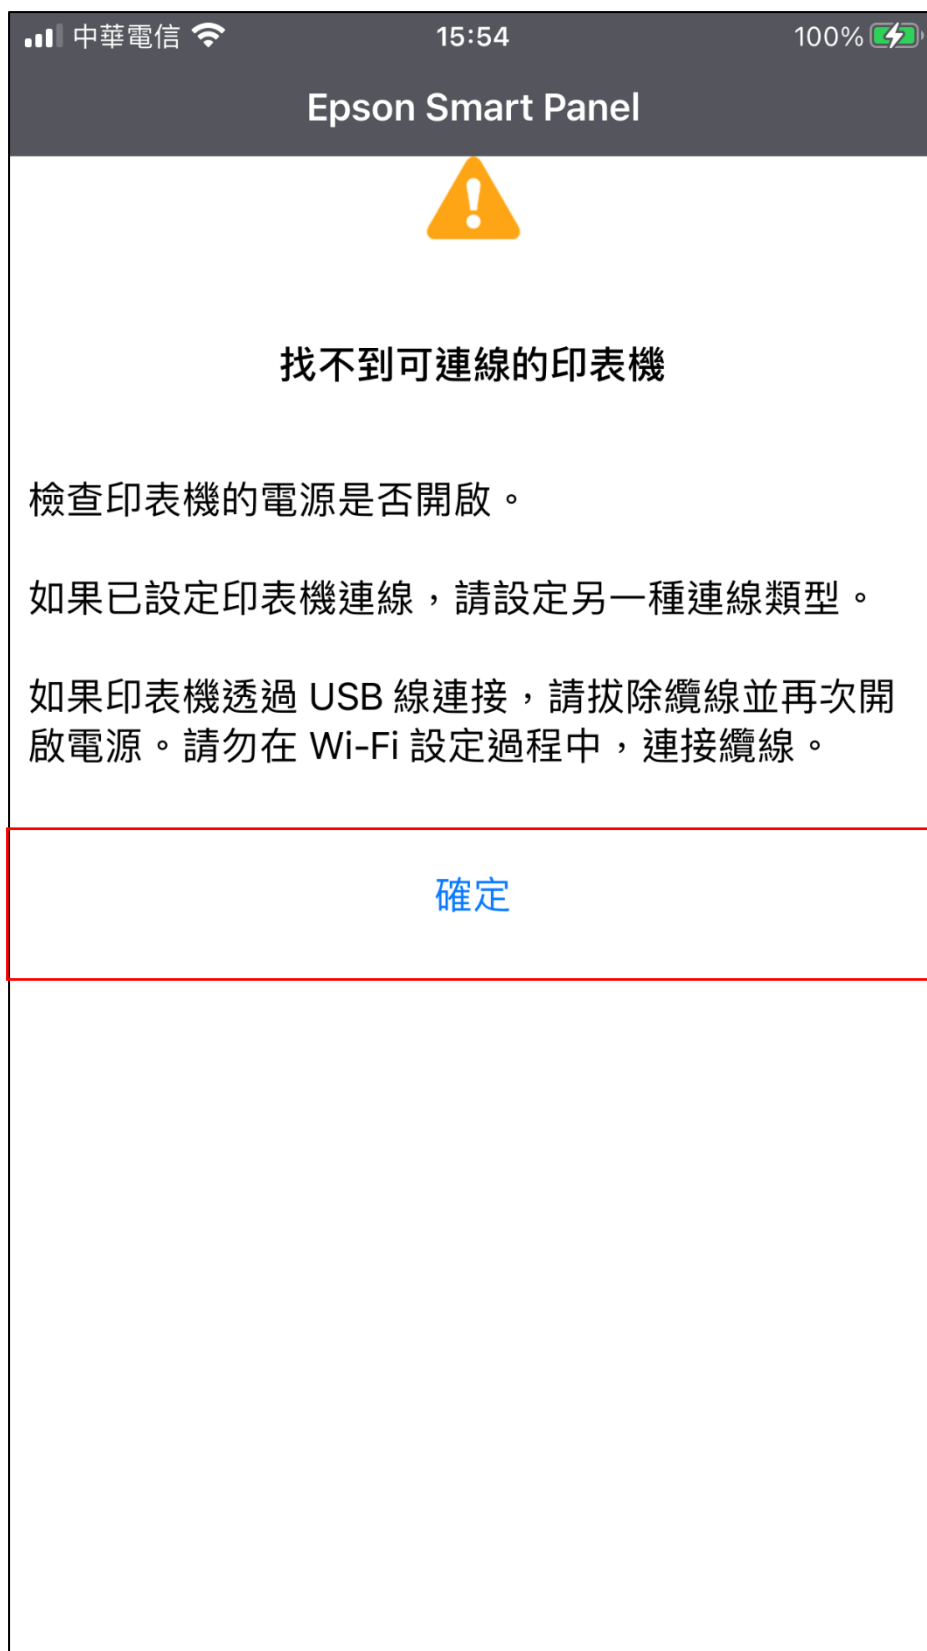 中華電信 15:54 100%
Epson Smart Panel
找不到可連線的印表機
檢查印表機的電源是否開啟。
如果已設定印表機連線，請設定另一種連線類型。
如果印表機透過 USB 線連接，請拔除纜線並再次開
啟電源。請勿在 Wi-Fi 設定過程中，連接纜線。
確定